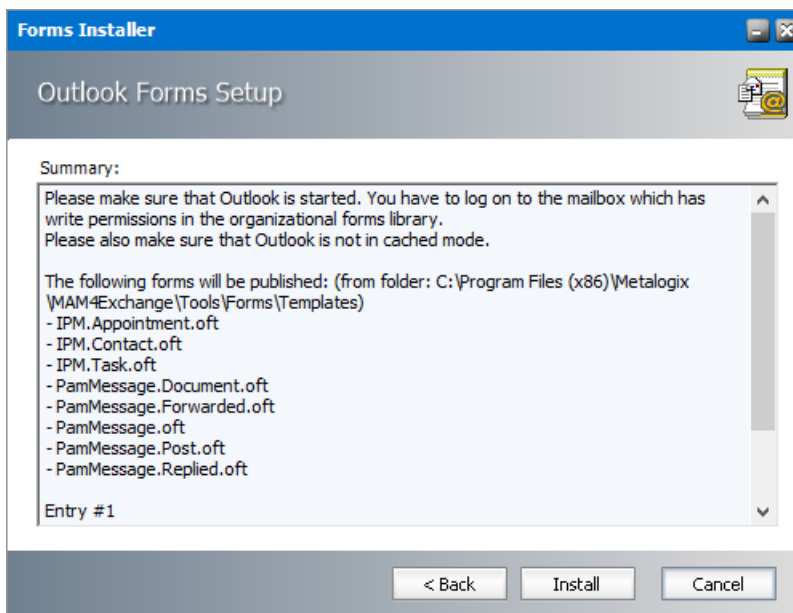 Forms Installer
Outlook Forms Setup
Summary:
Please make sure that Outlook is started. You have to log on to the mailbox which has
write permissions in the organizational forms library.
Please also make sure that Outlook is not in cached mode.
The following forms will be published: (from folder: C:\Program Files (x86)\Metalogix
\MAM4Exchange\Tools\Forms\Templates)
- IPM.Appointment.oft
- IPM.Contact.oft
- IPM.Task.oft
- PamMessage.Document.oft
- PamMessage.Forwarded.oft
- PamMessage.oft
- PamMessage.Post.oft
- PamMessage.Replied.oft
Entry #1
< Back
Install
Cancel